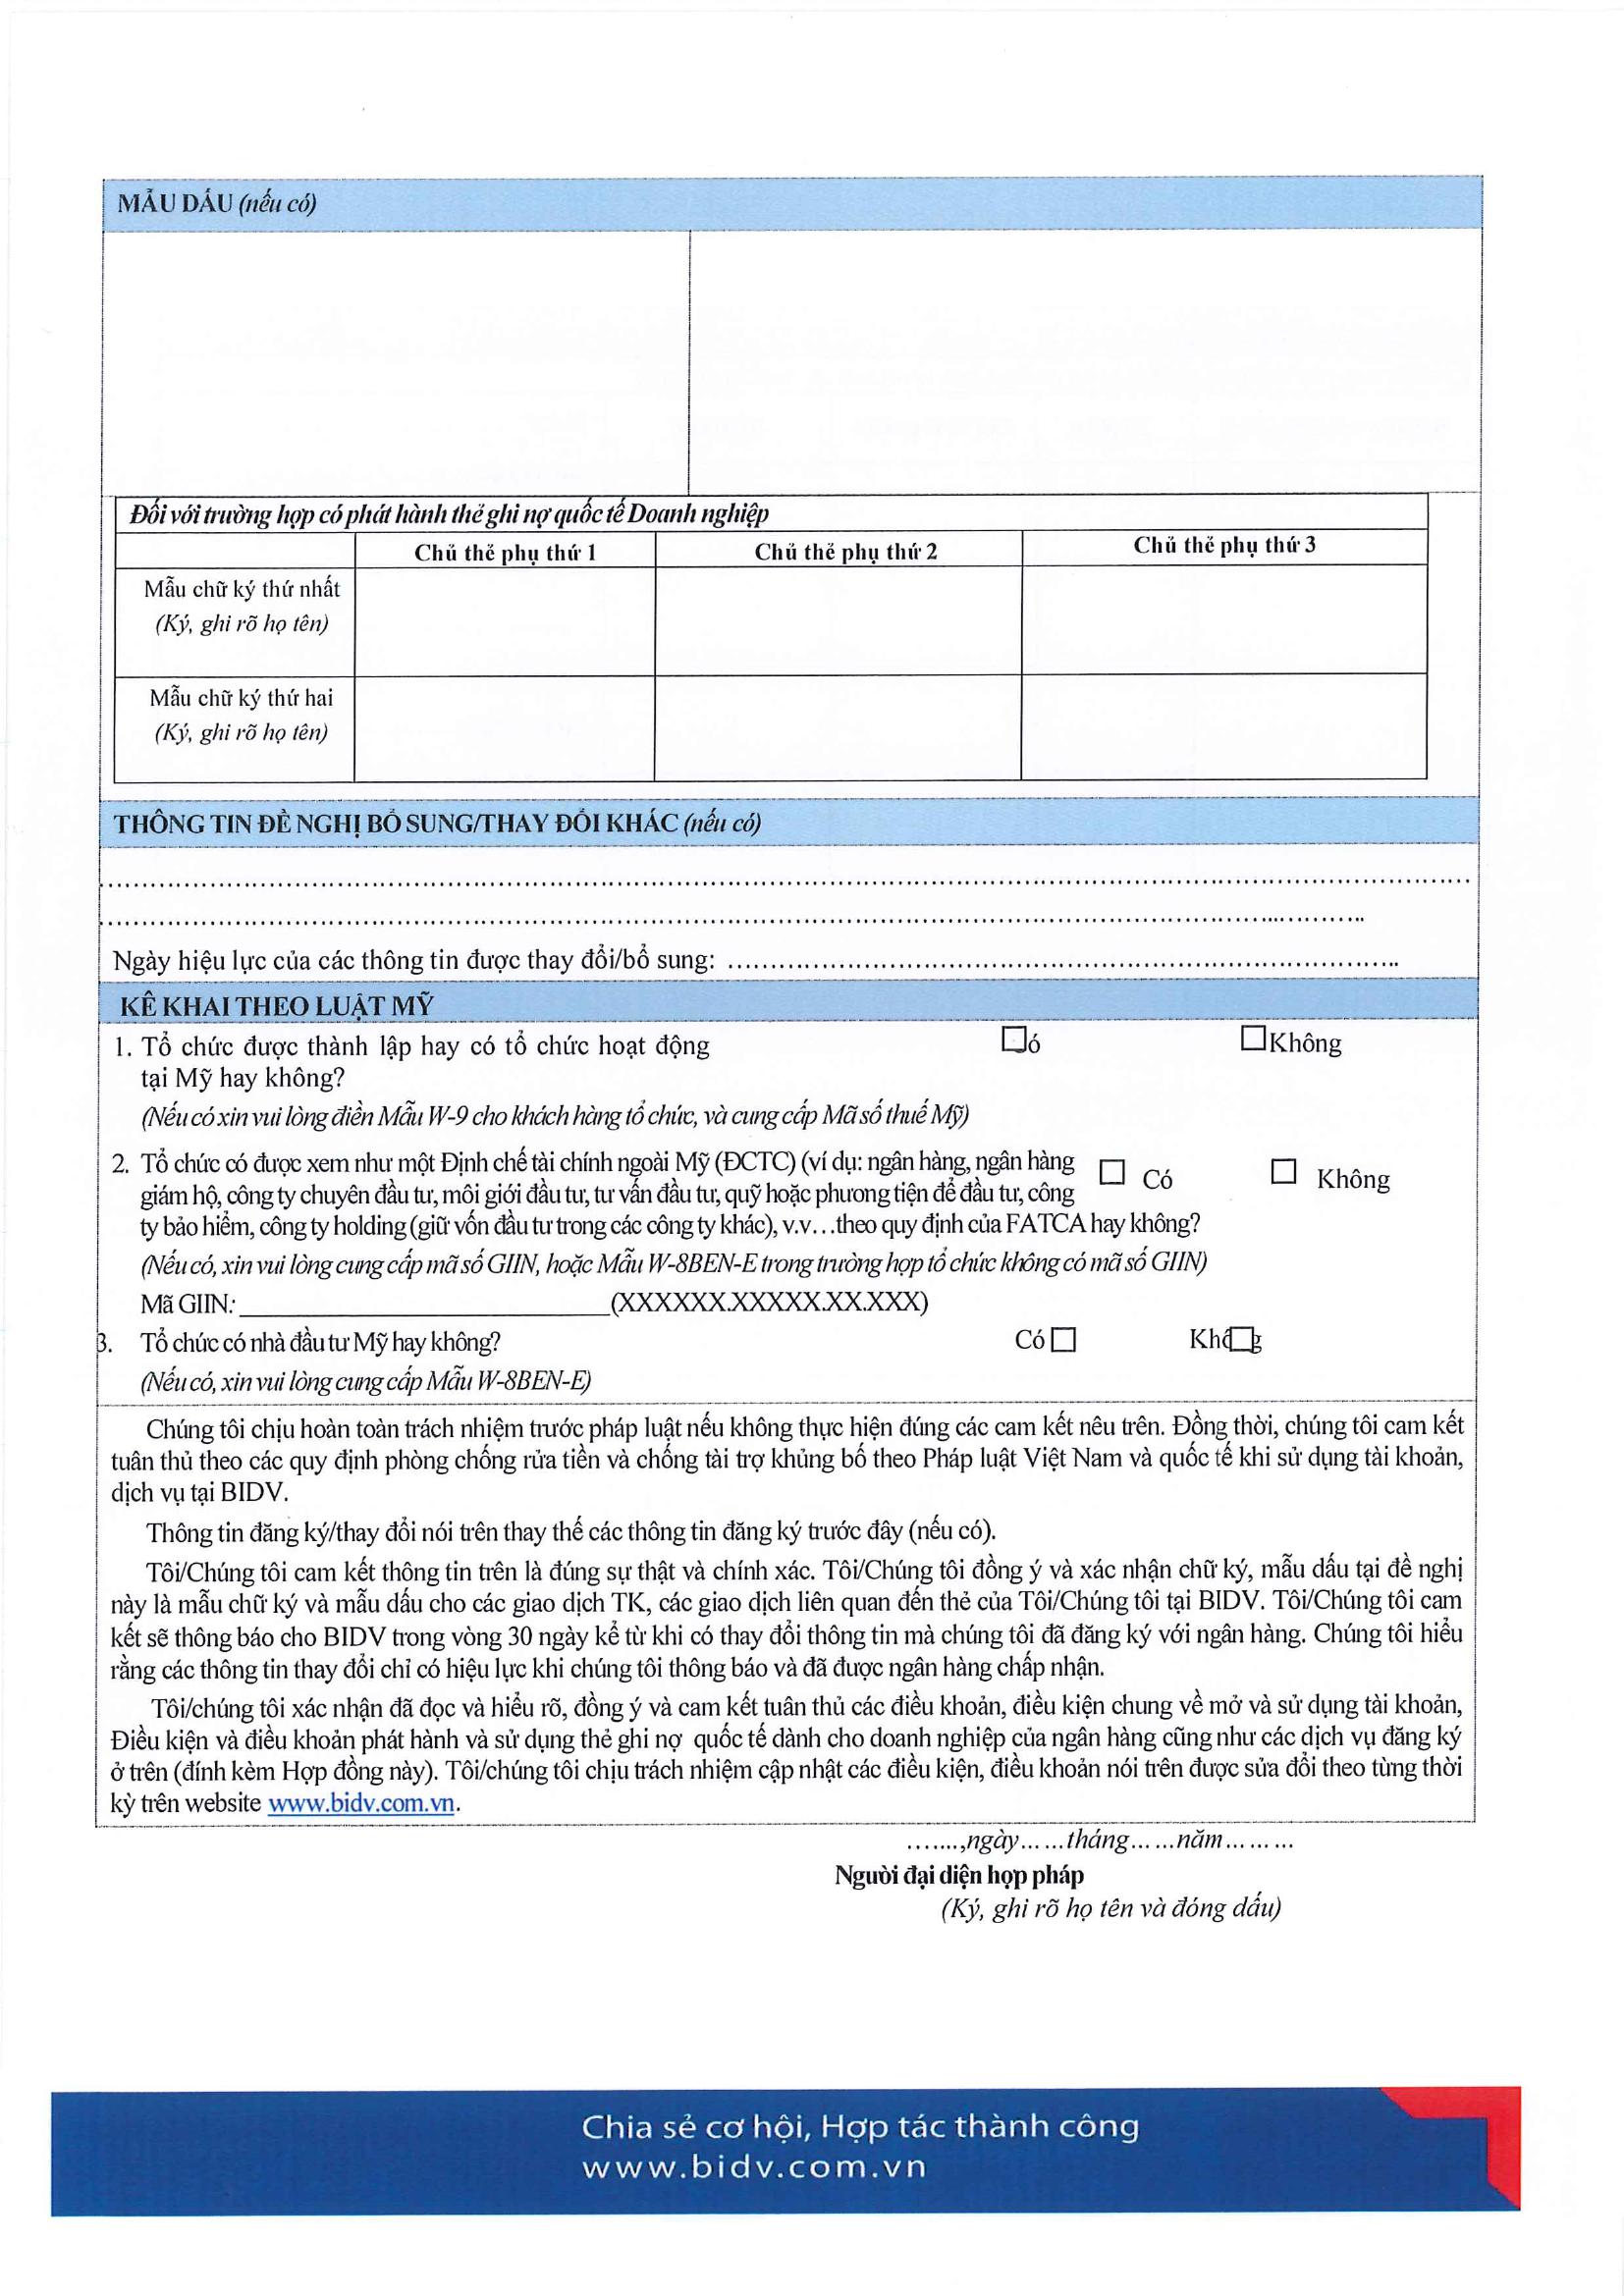 MẪU DẤU (nếu có)
Đối với trường hợp có phát hành thẻ ghi nợ quốc tế Doanh nghiệp
Chủ thẻ phụ thứ 1 Chủ thẻ phụ thứ 2 Chủ thẻ phụ thứ 3
Mẫu chữ ký thứ nhất
(Ký, ghi rõ họ tên)
Mẫu chữ ký thứ hai
(Ký, ghi rõ họ tên)
THÔNG TIN ĐỀ NGHỊ BỔ SUNG/THAY ĐỔI KHÁC (nếu có)
Ngày hiệu lực của các thông tin được thay đổi/bổ sung: ……………………………………………………………
KÊ KHAI THEO LUẬT MỸ
1. Tổ chức được thành lập hay có tổ chức hoạt động ☐ó ☐Không
tại Mỹ hay không?
(Nếu có xin vui lòng điền Mẫu W-9 cho khách hàng tổ chức, và cung cấp Mã số thuế Mỹ)
2. Tổ chức có được xem như một Định chế tài chính ngoài Mỹ (ĐCTC) (ví dụ: ngân hàng, ngân hàng ☐ Có ☐ Không
giám hộ, công ty chuyên đầu tư, môi giới đầu tư, tư vấn đầu tư, quỹ hoặc phương tiện để đầu tư, công
ty bảo hiểm, công ty holding (giữ vốn đầu tư trong các công ty khác), v.v…theo quy định của FATCA hay không?
(Nếu có, xin vui lòng cung cấp mã số GIIN, hoặc Mẫu W-8BEN-E trong trường hợp tổ chức không có mã số GIIN)
Mã GIIN: ____________________________(XXXXXX.XXXXX.XX.XXX)
3. Tổ chức có nhà đầu tư Mỹ hay không? Có ☐ Khô☐g
(Nếu có, xin vui lòng cung cấp Mẫu W-8BEN-E)
Chúng tôi chịu hoàn toàn trách nhiệm trước pháp luật nếu không thực hiện đúng các cam kết nêu trên. Đồng thời, chúng tôi cam kết
tuân thủ theo các quy định phòng chống rửa tiền và chống tài trợ khủng bố theo Pháp luật Việt Nam và quốc tế khi sử dụng tài khoản,
dịch vụ tại BIDV.
Thông tin đăng ký/thay đổi nói trên thay thế các thông tin đăng ký trước đây (nếu có).
Tôi/Chúng tôi cam kết thông tin trên là đúng sự thật và chính xác. Tôi/Chúng tôi đồng ý và xác nhận chữ ký, mẫu dấu tại đề nghị
này là mẫu chữ ký và mẫu dấu cho các giao dịch TK, các giao dịch liên quan đến thẻ của Tôi/Chúng tôi tại BIDV. Tôi/Chúng tôi cam
kết sẽ thông báo cho BIDV trong vòng 30 ngày kể từ khi có thay đổi thông tin mà chúng tôi đã đăng ký với ngân hàng. Chúng tôi hiểu
rằng các thông tin thay đổi chỉ có hiệu lực khi chúng tôi thông báo và đã được ngân hàng chấp nhận.
Tôi/chúng tôi xác nhận đã đọc và hiểu rõ, đồng ý và cam kết tuân thủ các điều khoản, điều kiện chung về mở và sử dụng tài khoản,
Điều kiện và điều khoản phát hành và sử dụng thẻ ghi nợ quốc tế dành cho doanh nghiệp của ngân hàng cũng như các dịch vụ đăng ký
ở trên (đính kèm Hợp đồng này). Tôi/chúng tôi chịu trách nhiệm cập nhật các điều kiện, điều khoản nói trên được sửa đổi theo từng thời
kỳ trên website www.bidv.com.vn.
…....,ngày……tháng……năm………
Người đại diện hợp pháp
(Ký, ghi rõ họ tên và đóng dấu)
Chia sẻ cơ hội, Hợp tác thành công
www.bidv.com.vn